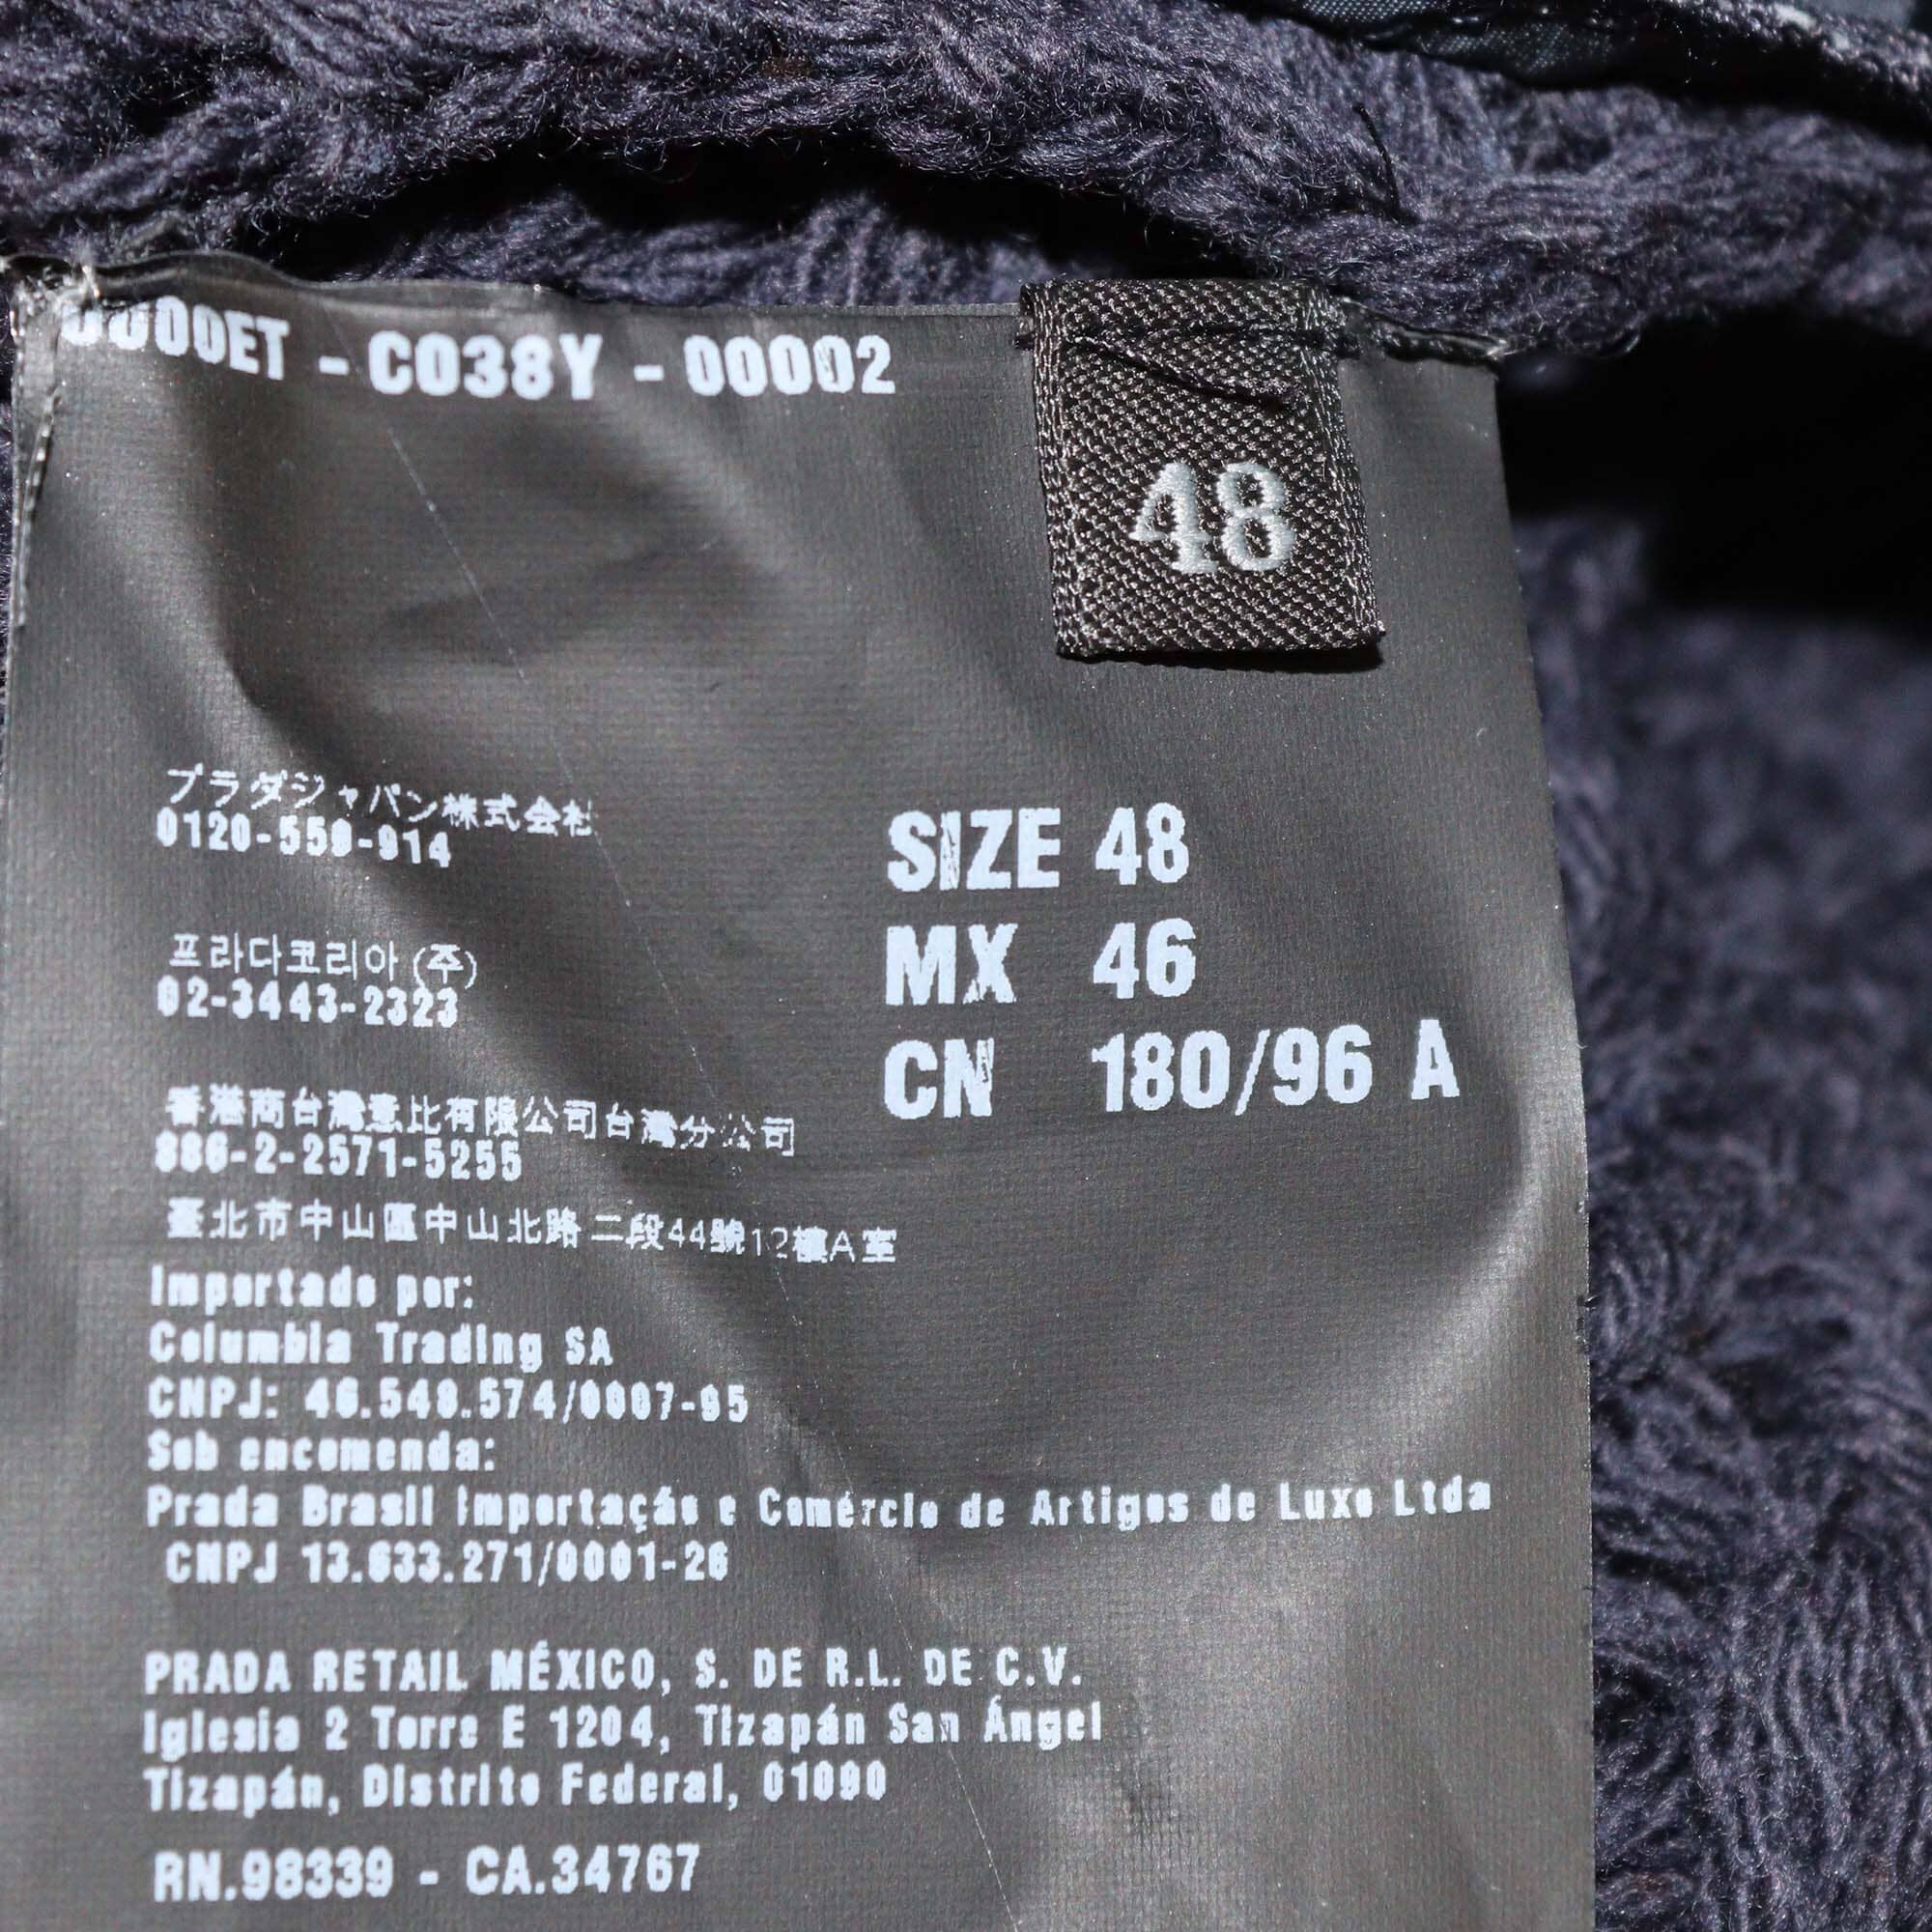 0000ET - C038Y - 00002
48
プラダジャパン株式会社
0120-559-914
프라다코리아 (주)
02-3443-2323
香港商台灣意比有限公司台灣分公司
886-2-2571-5255
臺北市中山區中山北路二段44號12樓A室
SIZE 48
MX 46
CN 180/96 A
Importado por:
Columbia Trading SA
CNPJ: 46.548.574/0007-95
Sob encomenda:
Prada Brasil Importação e Comércio de Artigos de Luxo Ltda
CNPJ 13.633.271/0001-26
PRADA RETAIL MÉXICO, S. DE R.L. DE C.V.
Iglesia 2 Torre E 1204, Tizapán San Ángel
Tizapán, Distrito Federal, 01090
RN.98339 - CA.34767